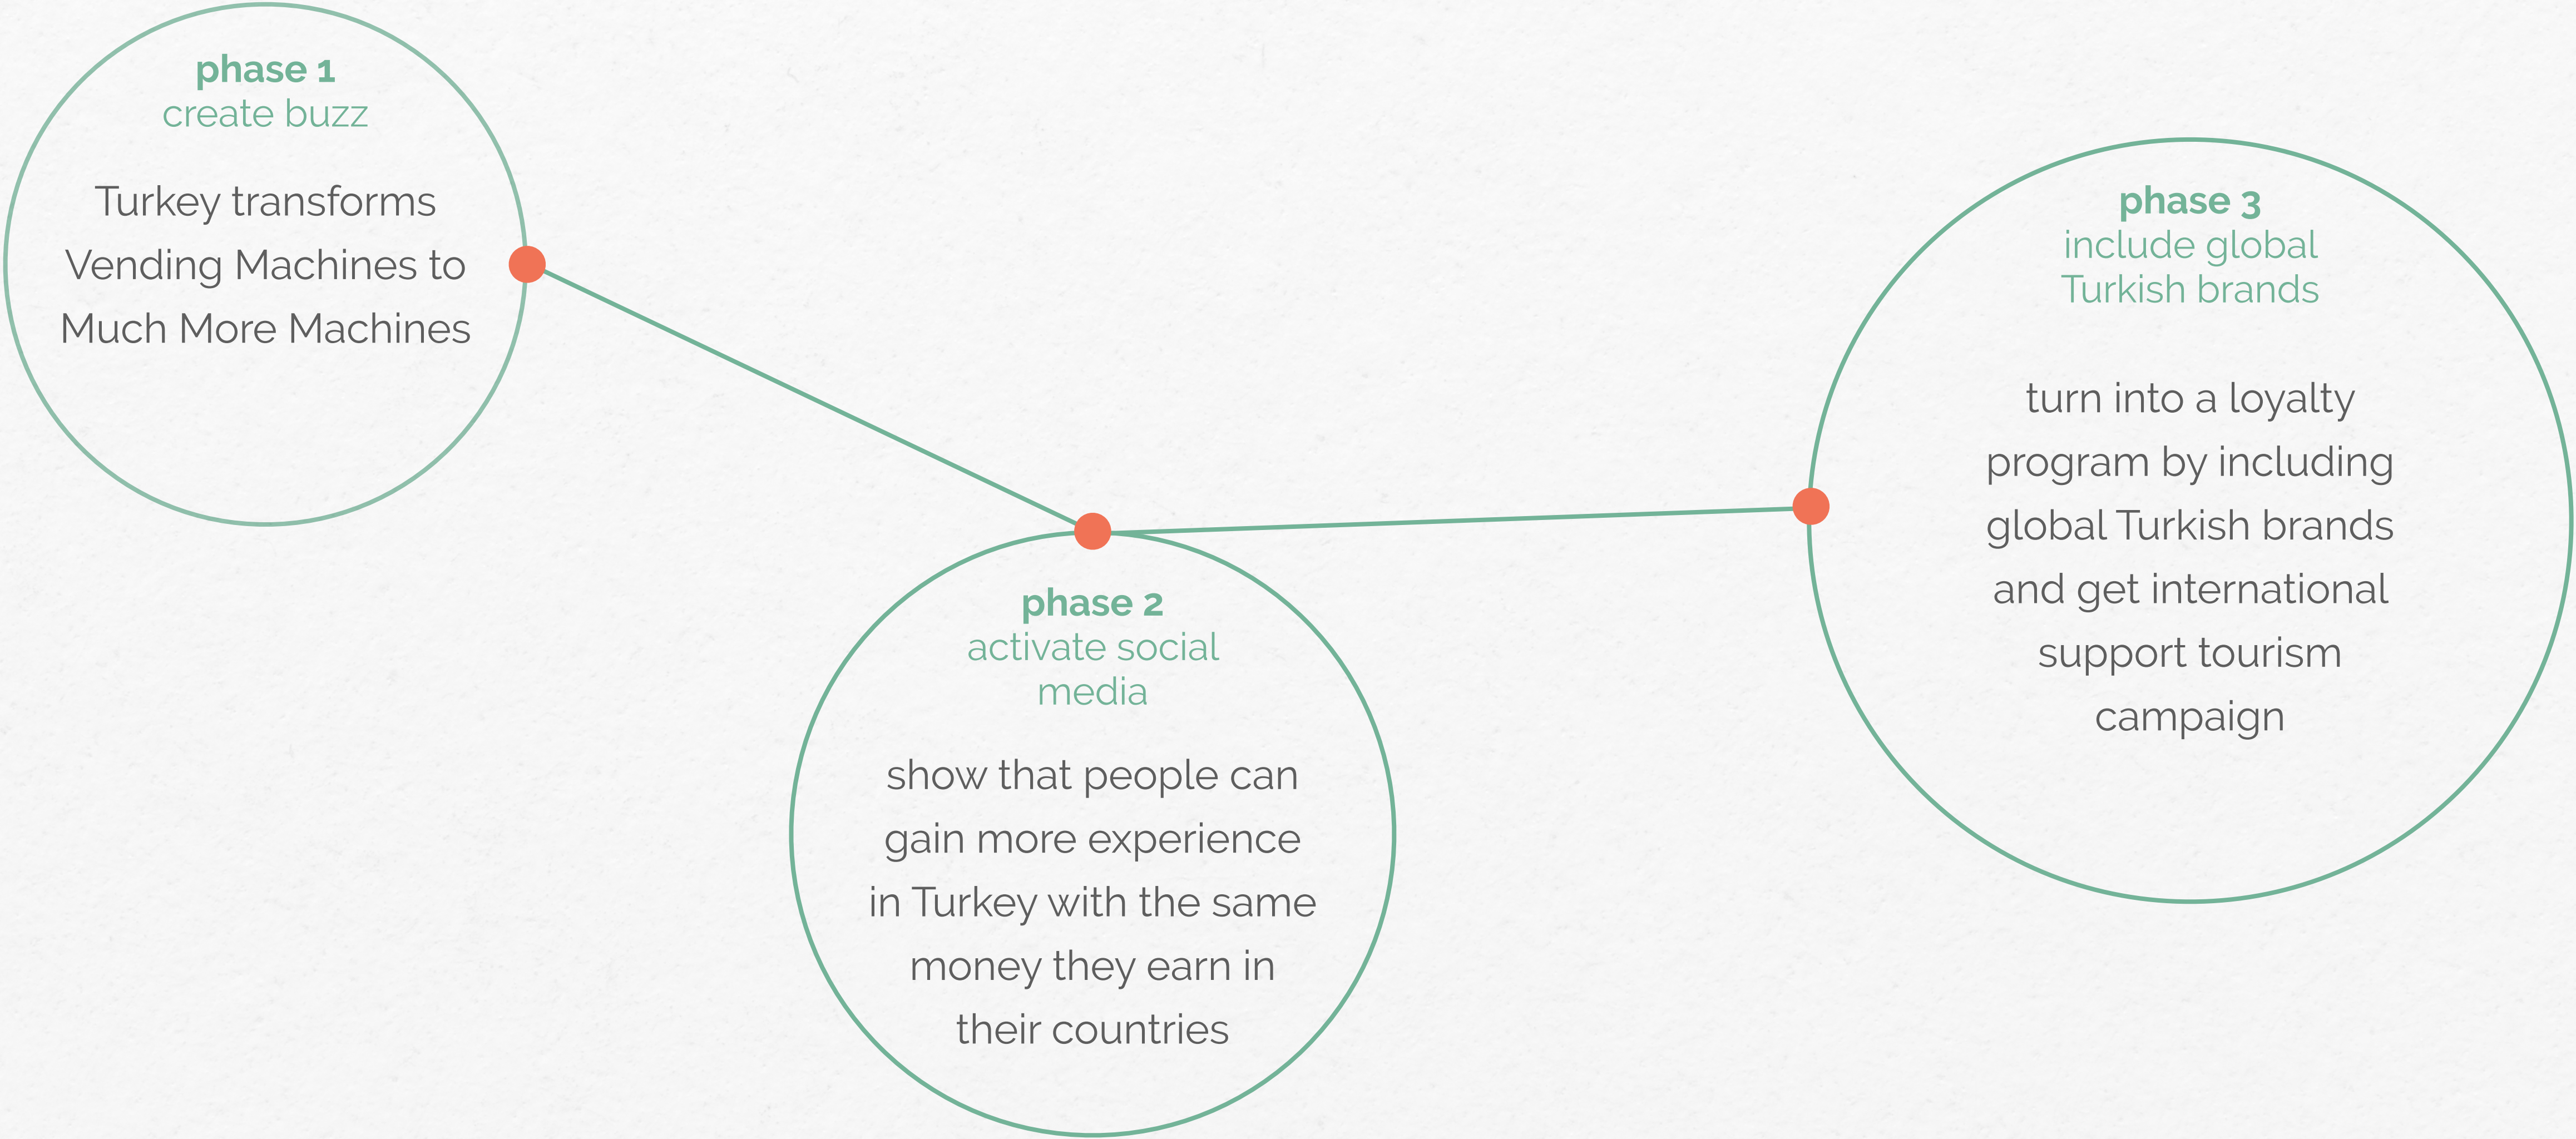 phase 1
create buzz
Turkey transforms
Vending Machines to
Much More Machines
phase 2
activate social
media
show that people can
gain more experience
in Turkey with the same
money they earn in
their countries
phase 3
include global
Turkish brands
turn into a loyalty
program by including
global Turkish brands
and get international
support tourism
campaign